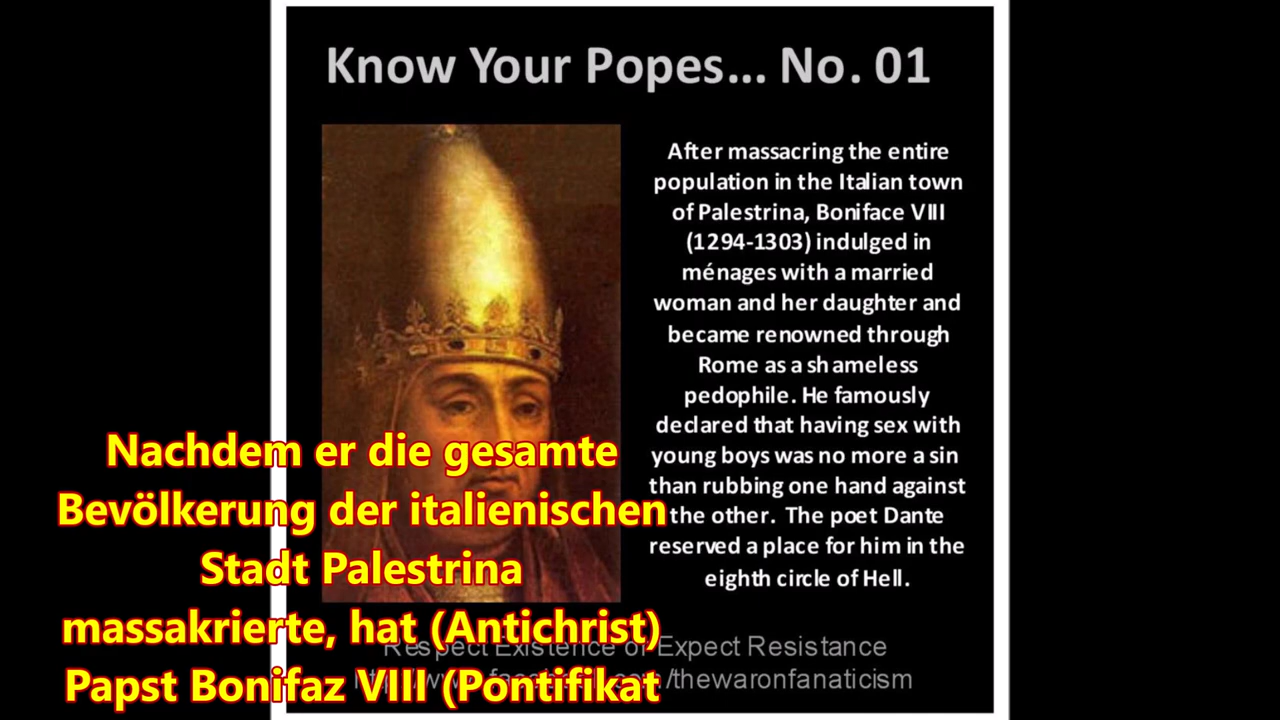 Know Your Popes... No. 01
After massacring the entire
population in the Italian town
of Palestrina, Boniface VIII
(1294-1303) indulged in
ménages with a married
woman and her daughter and
became renowned through
Rome as a shameless
pedophile. He famously
declared that having sex with
young boys was no more a sin
than rubbing one hand against
the other. The poet Dante
reserved a place for him in the
eighth circle of Hell.
Nachdem er die gesamte
Bevölkerung der italienischen
Stadt Palestrina
massakrierte, hat (Antichrist)
Papst Bonifaz VIII (Pontifikat
Respect Existence or Expect Resistance
/thewaronfanaticism